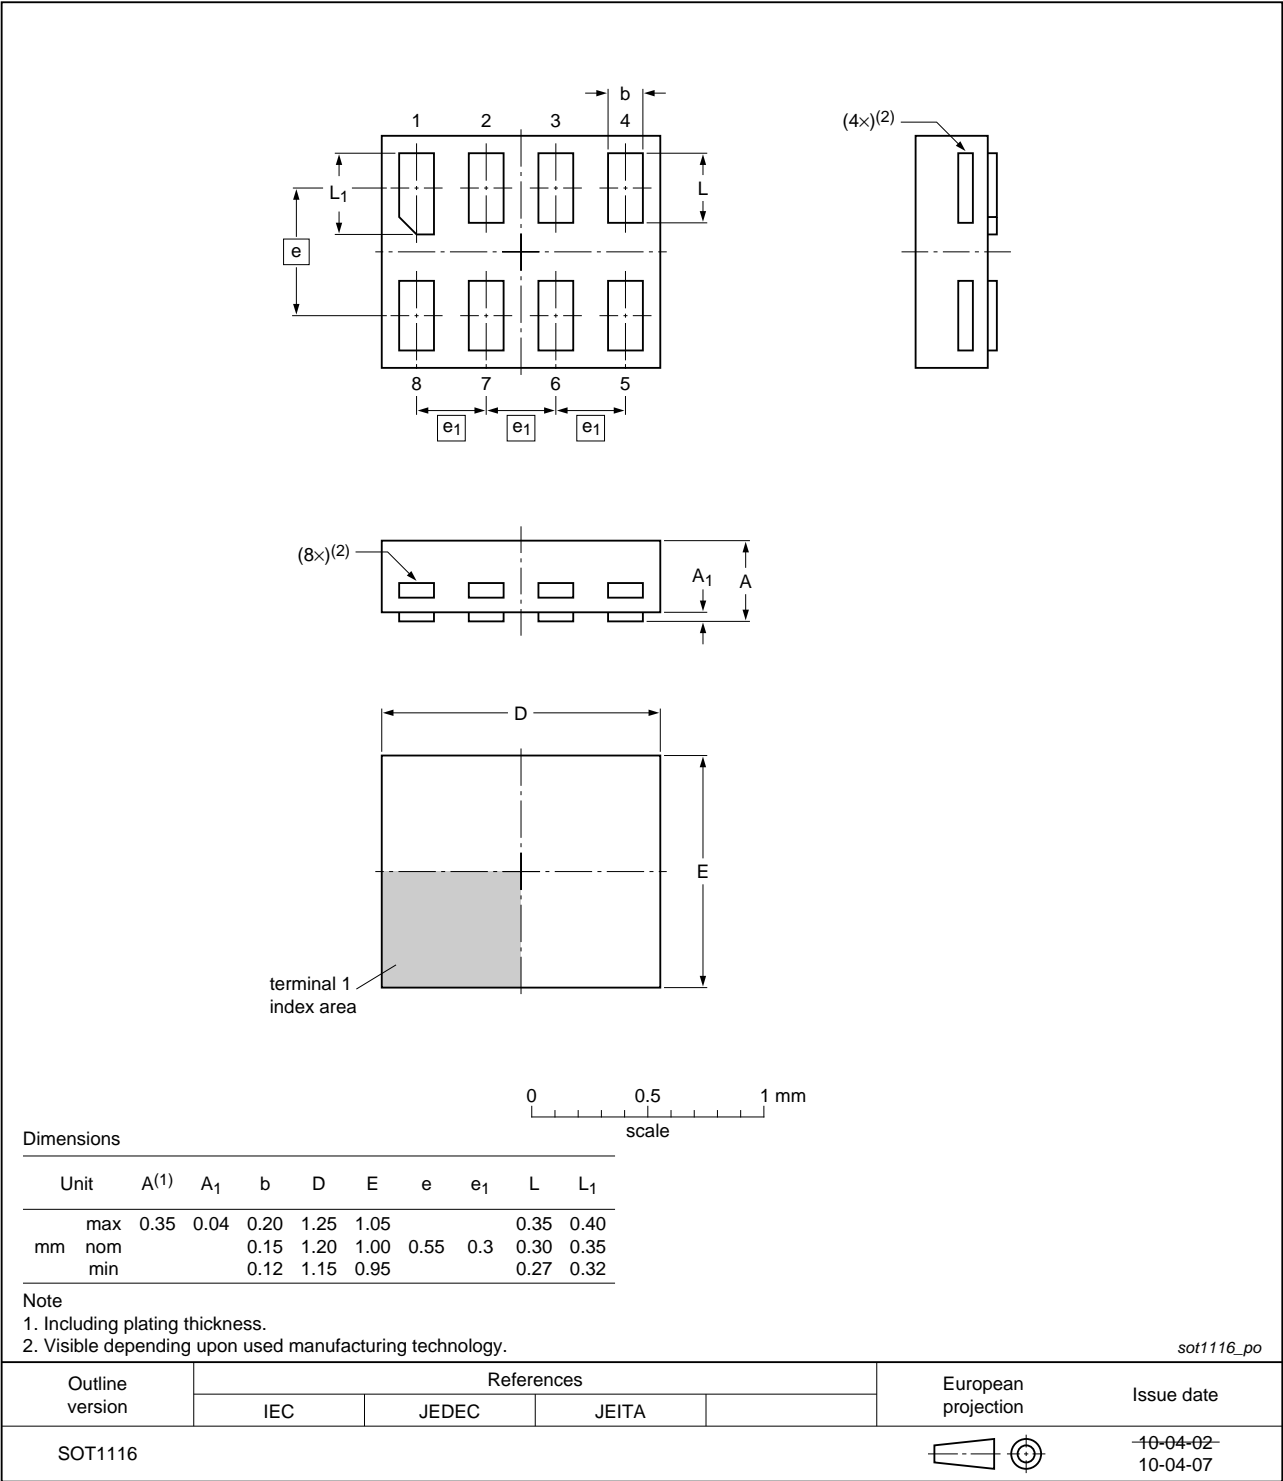 b
1 2 3 4
(4×)(2)
L1
L
e
8 7 6 5
e1 e1 e1
(8×)(2)
A1 A
D
E
terminal 1
index area
0 0.5 1 mm
scale
Dimensions
Unit A(1) A1 b D E e e1 L L1
max 0.35 0.04 0.20 1.25 1.05 0.35 0.40
mm nom 0.15 1.20 1.00 0.55 0.3 0.30 0.35
min 0.12 1.15 0.95 0.27 0.32
Note
1. Including plating thickness.
2. Visible depending upon used manufacturing technology.
sot1116_po
Outline
version
References
IEC JEDEC JEITA
European
projection
Issue date
SOT1116
10-04-02
10-04-07